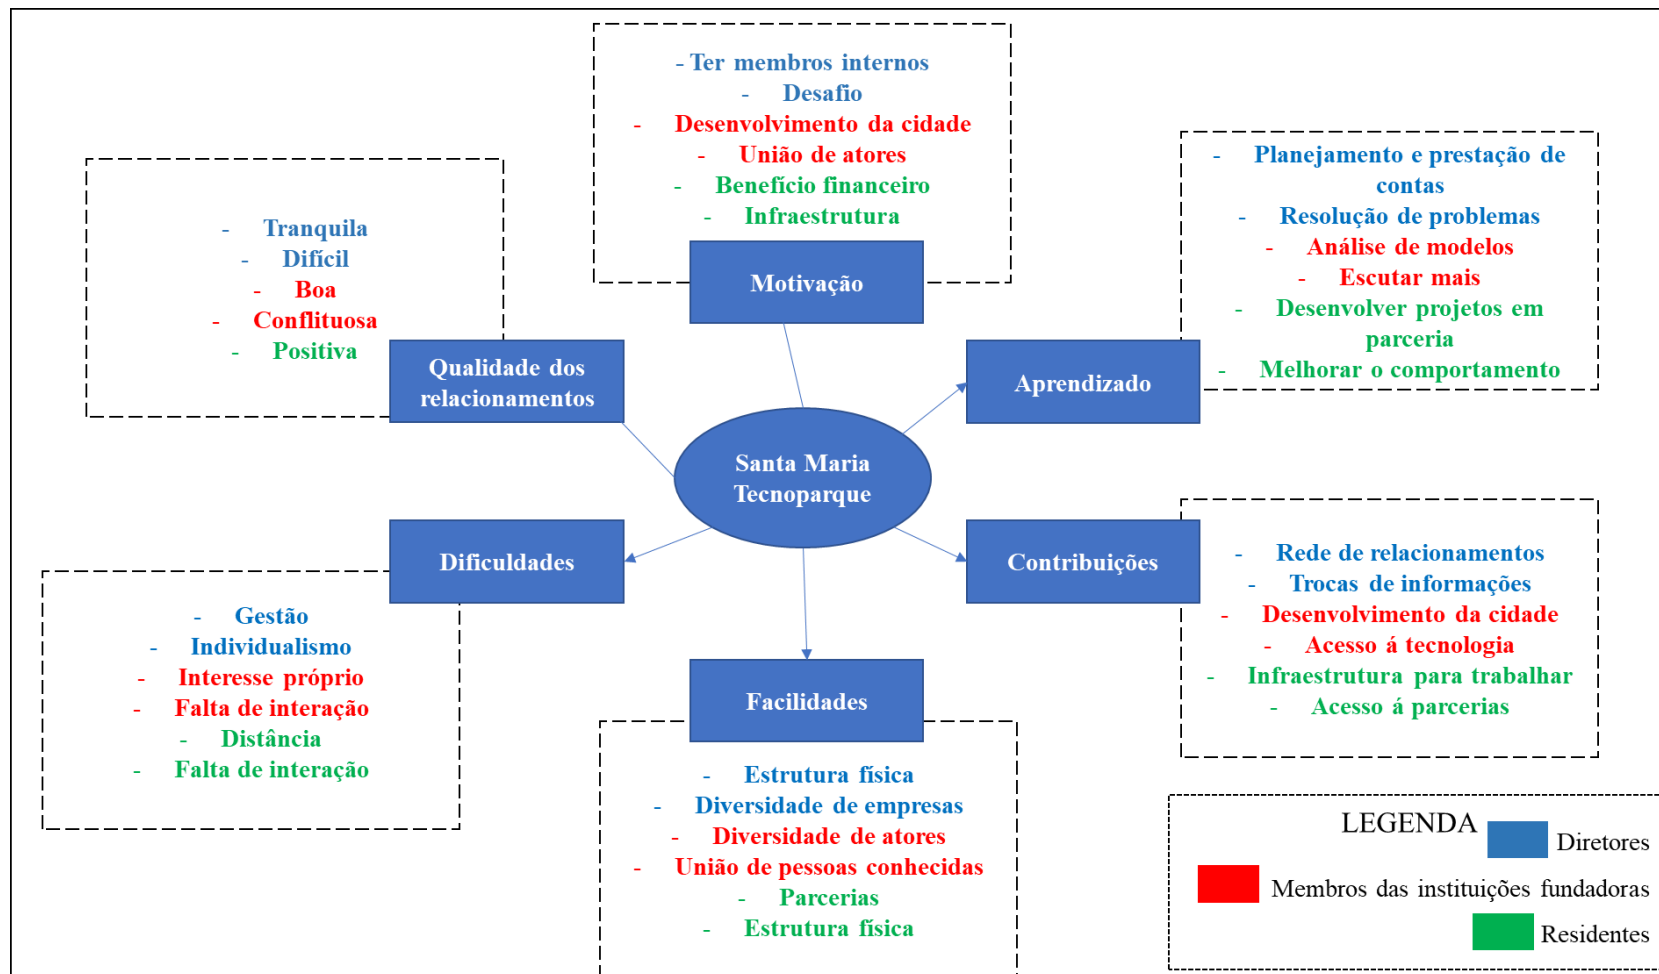 - Ter membros internos
- Desafio
- Desenvolvimento da cidade
- União de atores
- Benefício financeiro
- Infraestrutura
Motivação
- Planejamento e prestação de
contas
- Resolução de problemas
- Análise de modelos
- Escutar mais
- Desenvolver projetos em
parceria
- Melhorar o comportamento
Aprendizado
- Tranquila
- Difícil
- Boa
- Conflituosa
- Positiva
Qualidade dos
relacionamentos
Santa Maria
Tecnoparque
Dificuldades
- Gestão
- Individualismo
- Interesse próprio
- Falta de interação
- Distância
- Falta de interação
Contribuições
- Rede de relacionamentos
- Trocas de informações
- Desenvolvimento da cidade
- Acesso á tecnologia
- Infraestrutura para trabalhar
- Acesso á parcerias
Facilidades
- Estrutura física
- Diversidade de empresas
- Diversidade de atores
- União de pessoas conhecidas
- Parcerias
- Estrutura física
LEGENDA
Diretores
Membros das instituições fundadoras
Residentes